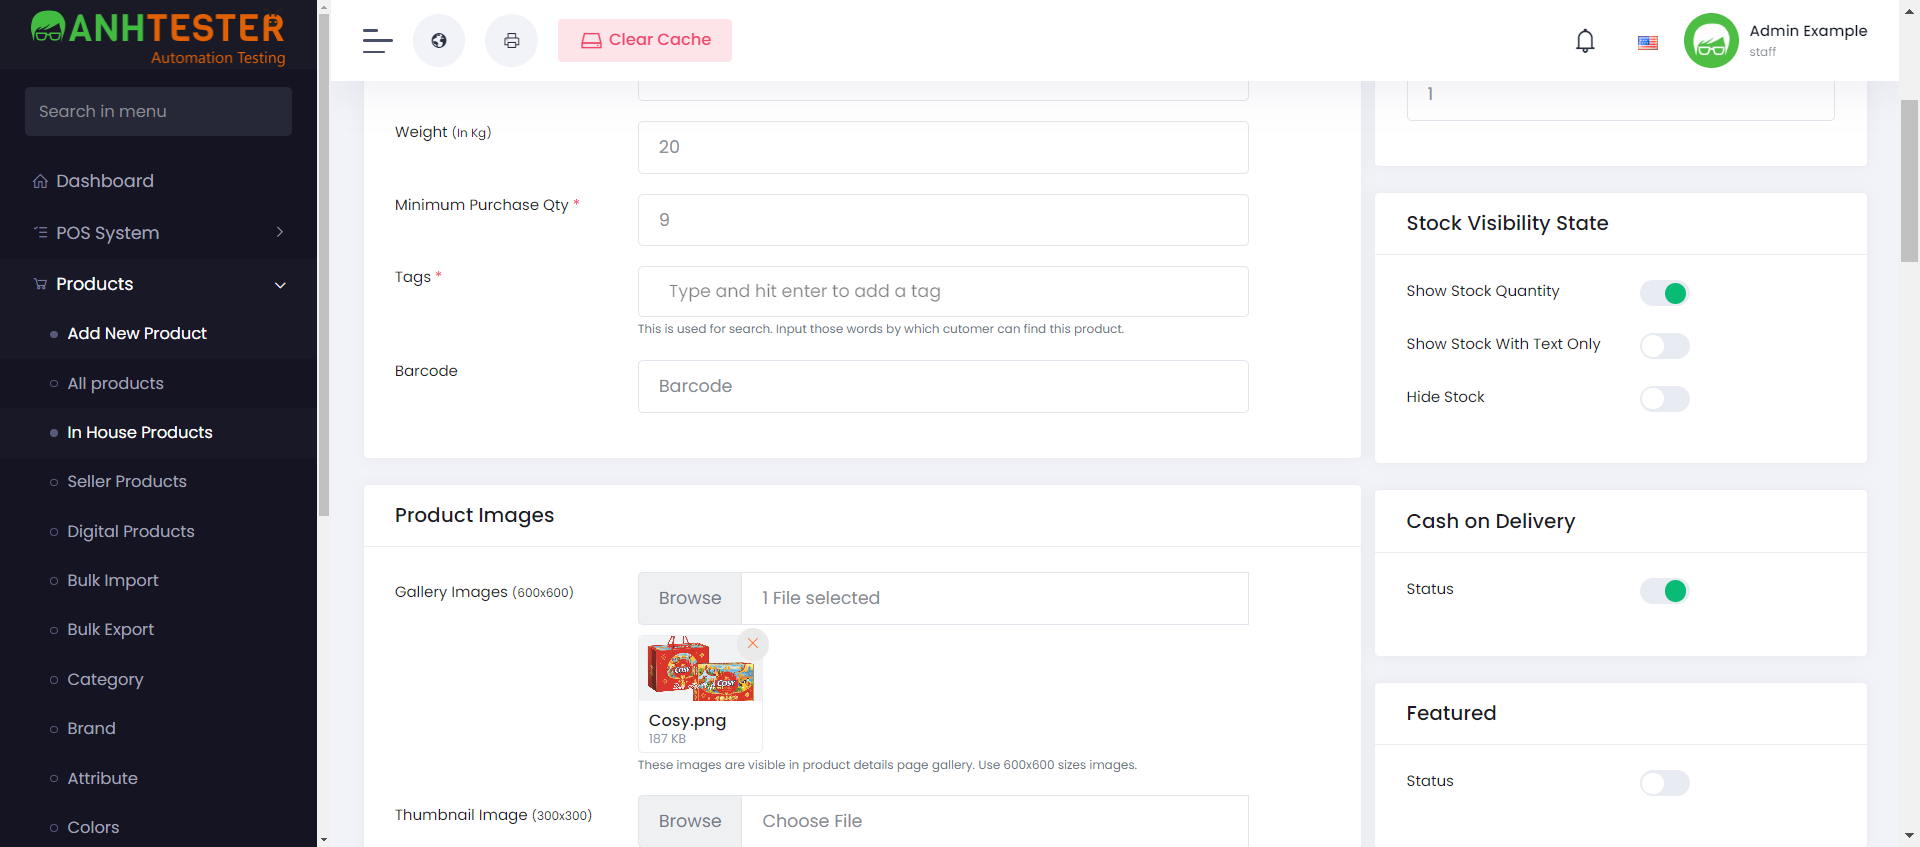 ANHTESTER
Automation Testing
Search in menu
Dashboard
POS System
Products
Add New Product
All products
In House Products
Seller Products
Digital Products
Bulk Import
Bulk Export
Category
Brand
Attribute
Colors
Clear Cache
Admin Example
staff
Weight (In Kg)
20
Minimum Purchase Qty *
9
Tags *
Type and hit enter to add a tag
This is used for search. Input those words by which cutomer can find this product.
Barcode
Barcode
Product Images
Gallery Images (600x600)
Browse
1 File selected
COSY
COSY
Cosy.png
187 KB
These images are visible in product details page gallery. Use 600x600 sizes images.
Thumbnail Image (300x300)
Browse
Choose File
1
Stock Visibility State
Show Stock Quantity
Show Stock With Text Only
Hide Stock
Cash on Delivery
Status
Featured
Status